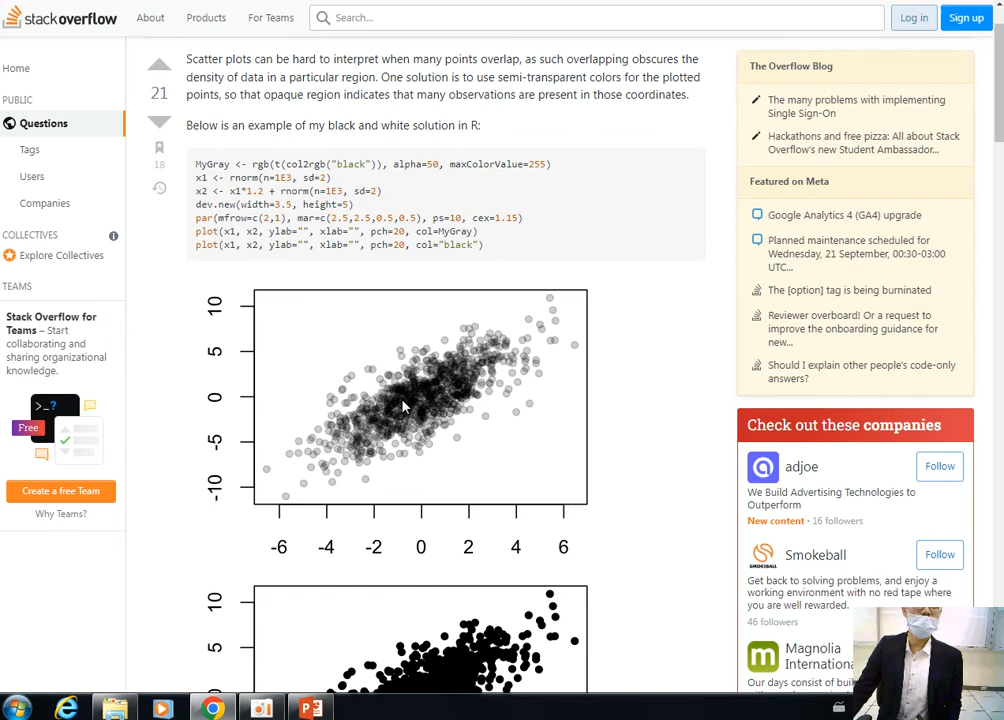 stackoverflow
About
Products
For Teams
Search...
Log in
Sign up
Home
PUBLIC
Questions
Tags
Users
Companies
COLLECTIVES
Explore Collectives
TEAMS
Stack Overflow for
Teams – Start
collaborating and
sharing organizational
knowledge.
>_?
Free
Create a free Team
Why Teams?
21
18
Scatter plots can be hard to interpret when many points overlap, as such overlapping obscures the
density of data in a particular region. One solution is to use semi-transparent colors for the plotted
points, so that opaque region indicates that many observations are present in those coordinates.
Below is an example of my black and white solution in R:
MyGray <- rgb(t(col2rgb("black")), alpha=50, maxColorValue=255)
x1 <- rnorm(n=1E3, sd=2)
x2 <- x1*1.2 + rnorm(n=1E3, sd=2)
dev.new(width=3.5, height=5)
par(mfrow=c(2,1), mar=c(2.5,2.5,0.5,0.5), ps=10, cex=1.15)
plot(x1, x2, ylab="", xlab="", pch=20, col=MyGray)
plot(x1, x2, ylab="", xlab="", pch=20, col="black")
10
5
0
-5
-10
-6 -4 -2 0 2 4 6
10
5
The Overflow Blog
The many problems with implementing
Single Sign-On
Hackathons and free pizza: All about Stack
Overflow's new Student Ambassador...
Featured on Meta
Google Analytics 4 (GA4) upgrade
Planned maintenance scheduled for
Wednesday, 21 September, 00:30-03:00
UTC...
The [option] tag is being burninated
Reviewer overboard! Or a request to
improve the onboarding guidance for
new...
Should I explain other people's code-only
answers?
Check out these companies
adjoe
Follow
We Build Advertising Technologies to
Outperform
New content • 16 followers
SMOKEBALL
Smokeball
Follow
Get back to solving problems, and enjoy a
working environment with no red tape where
you are well rewarded.
46 followers
Magnolia
Our days consist of